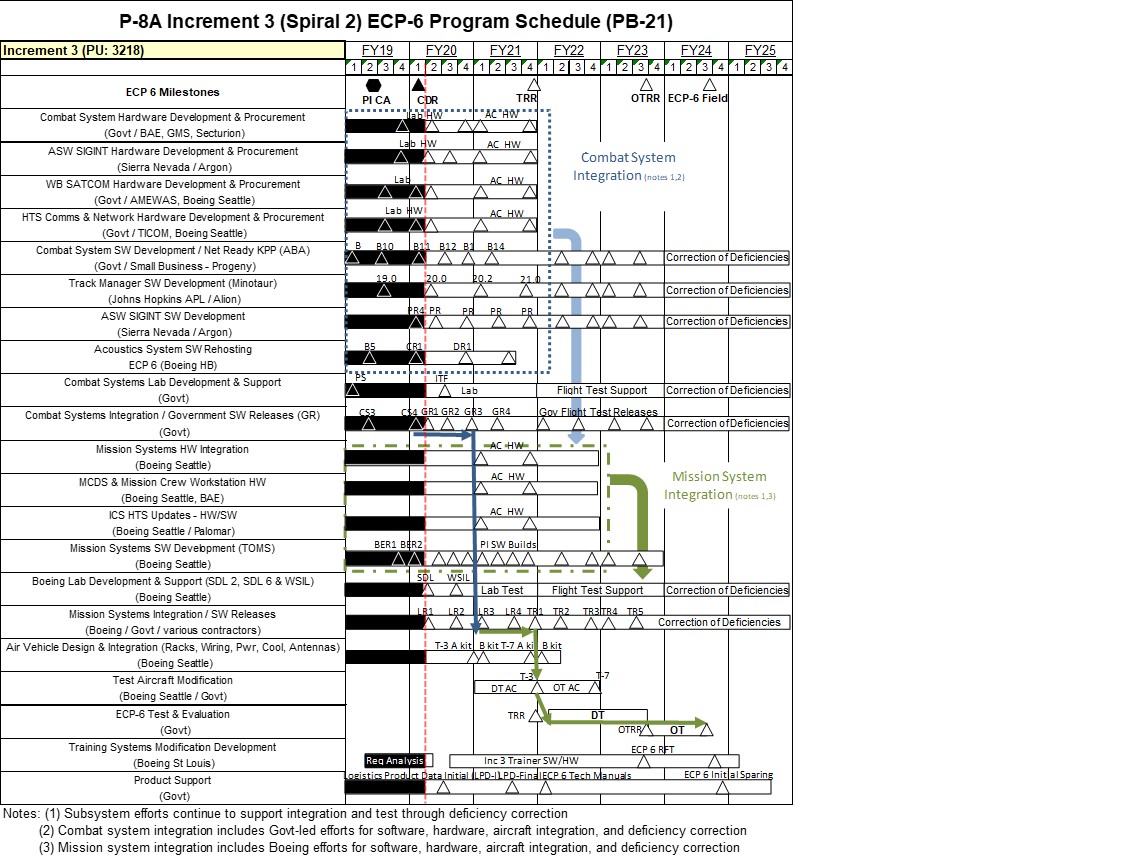 P-8A Increment 3 (Spiral 2) ECP-6 Program Schedule (PB-21)
Increment 3 (PU: 3218) FY19 FY20 FY21 FY22 FY23 FY24 FY25
1 2 3 4 1 2 3 4 1 2 3 4 1 2 3 4 1 2 3 4 1 2 3 4 1 2 3 4
ECP 6 Milestones
PI CA CDR TRR OTRR ECP-6 Field
Combat System Hardware Development & Procurement
(Govt / BAE, GMS, Securtion)
Lab HW AC HW
ASW SIGINT Hardware Development & Procurement
(Sierra Nevada / Argon)
Lab HW AC HW
Combat System
Integration (notes 1,2)
WB SATCOM Hardware Development & Procurement
(Govt / AMEWAS, Boeing Seattle)
Lab AC HW
HTS Comms & Network Hardware Development & Procurement
(Govt / TICOM, Boeing Seattle)
Lab HW AC HW
Combat System SW Development / Net Ready KPP (ABA)
(Govt / Small Business - Progeny)
B B10 B11 B12 B1 B14 Correction of Deficiencies
Track Manager SW Development (Minotaur)
(Johns Hopkins APL / Alion)
19.0 20.0 20.2 21.0 Correction of Deficiencies
ASW SIGINT SW Development
(Sierra Nevada / Argon)
PR4 PR PR PR PR Correction of Deficiencies
Acoustics System SW Rehosting
ECP 6 (Boeing HB)
B5 CR1 DR1
Combat Systems Lab Development & Support
(Govt)
PS ITF Lab Flight Test Support Correction of Deficiencies
Combat Systems Integration / Government SW Releases (GR)
(Govt)
CS3 CS4 GR1 GR2 GR3 GR4 Gov Flight Test Releases Correction of Deficiencies
Mission Systems HW Integration
(Boeing Seattle)
AC HW
MCDS & Mission Crew Workstation HW
(Boeing Seattle, BAE)
AC HW
Mission System
Integration (notes 1,3)
ICS HTS Updates - HW/SW
(Boeing Seattle / Palomar)
AC HW
Mission Systems SW Development (TOMS)
(Boeing Seattle)
BER1 BER2 PI SW Builds
Boeing Lab Development & Support (SDL 2, SDL 6 & WSIL)
(Boeing Seattle)
SDL WSIL Lab Test Flight Test Support Correction of Deficiencies
Mission Systems Integration / SW Releases
(Boeing / Govt / various contractors)
LR1 LR2 LR3 LR4 TR1 TR2 TR3 TR4 TR5 Correction of Deficiencies
Air Vehicle Design & Integration (Racks, Wiring, Pwr, Cool, Antennas)
(Boeing Seattle)
T-3 A kit B kit T-7 A ki B kit
Test Aircraft Modification
(Boeing Seattle / Govt)
T-3 T-7
DT AC OT AC
ECP-6 Test & Evaluation
(Govt)
TRR DT
OTRR OT
Training Systems Modification Development
(Boeing St Louis)
ECP 6 RFT
Req Analysis Inc 3 Trainer SW/HW
Product Support
(Govt)
ogistics Product Data Initial (LPD-I LPD-Final ECP 6 Tech Manuals ECP 6 Initial Sparing
Notes: (1) Subsystem efforts continue to support integration and test through deficiency correction
(2) Combat system integration includes Govt-led efforts for software, hardware, aircraft integration, and deficiency correction
(3) Mission system integration includes Boeing efforts for software, hardware, aircraft integration, and deficiency correction